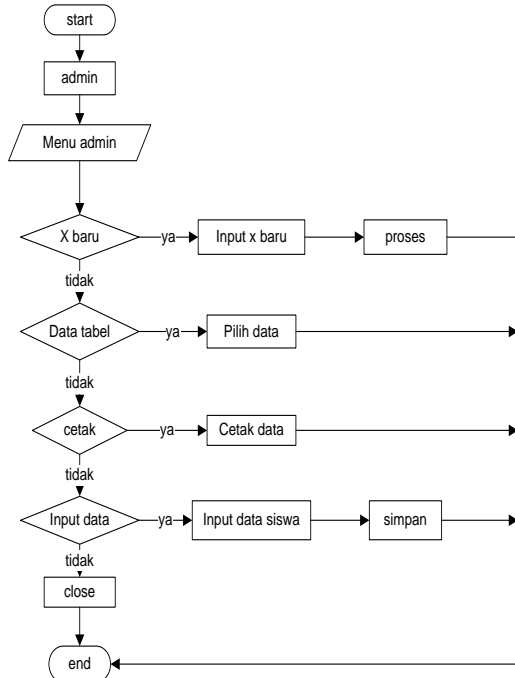 start
admin
Menu admin
X baru
ya
Input x baru
proses
tidak
Data tabel
ya
Pilih data
tidak
cetak
ya
Cetak data
tidak
Input data
ya
Input data siswa
simpan
tidak
close
end